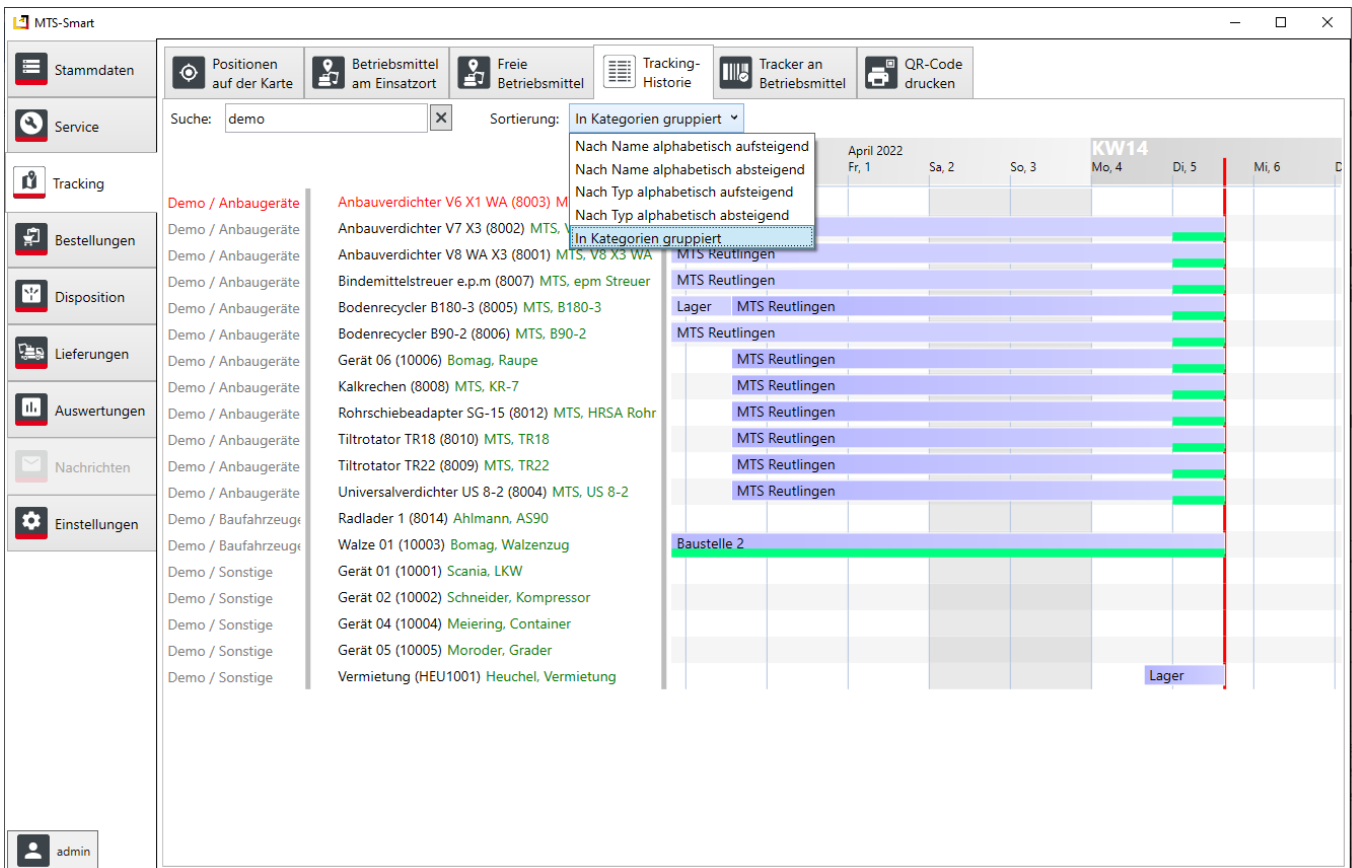 MTS-Smart
Stammdaten
Service
Tracking
Bestellungen
Disposition
Lieferungen
Auswertungen
Nachrichten
Einstellungen
admin
Positionen
auf der Karte
Betriebsmittel
am Einsatzort
Freie
Betriebsmittel
Tracking-
Historie
Tracker an
Betriebsmittel
QR-Code
drucken
Suche: demo Sortierung: In Kategorien gruppiert
Nach Name alphabetisch aufsteigend
Nach Name alphabetisch absteigend
Nach Typ alphabetisch aufsteigend
Nach Typ alphabetisch absteigend
In Kategorien gruppiert
April 2022 KW14
Fr, 1 Sa, 2 So, 3 Mo, 4 Di, 5 Mi, 6 D
Demo / Anbaugeräte Anbauverdichter V6 X1 WA (8003) M
Demo / Anbaugeräte Anbauverdichter V7 X3 (8002) MTS, V
Demo / Anbaugeräte Anbauverdichter V8 WA X3 (8001) MTS, V8 X3 WA MTS Reutlingen
Demo / Anbaugeräte Bindemittelstreuer e.p.m (8007) MTS, epm Streuer MTS Reutlingen
Demo / Anbaugeräte Bodenrecycler B180-3 (8005) MTS, B180-3 Lager MTS Reutlingen
Demo / Anbaugeräte Bodenrecycler B90-2 (8006) MTS, B90-2 MTS Reutlingen
Demo / Anbaugeräte Gerät 06 (10006) Bomag, Raupe MTS Reutlingen
Demo / Anbaugeräte Kalkrechen (8008) MTS, KR-7 MTS Reutlingen
Demo / Anbaugeräte Rohrschiebeadapter SG-15 (8012) MTS, HRSA Rohr MTS Reutlingen
Demo / Anbaugeräte Tiltrotator TR18 (8010) MTS, TR18 MTS Reutlingen
Demo / Anbaugeräte Tiltrotator TR22 (8009) MTS, TR22 MTS Reutlingen
Demo / Anbaugeräte Universalverdichter US 8-2 (8004) MTS, US 8-2 MTS Reutlingen
Demo / Baufahrzeuge Radlader 1 (8014) Ahlmann, AS90
Demo / Baufahrzeuge Walze 01 (10003) Bomag, Walzenzug Baustelle 2
Demo / Sonstige Gerät 01 (10001) Scania, LKW
Demo / Sonstige Gerät 02 (10002) Schneider, Kompressor
Demo / Sonstige Gerät 04 (10004) Meiering, Container
Demo / Sonstige Gerät 05 (10005) Moroder, Grader
Demo / Sonstige Vermietung (HEU1001) Heuchel, Vermietung Lager